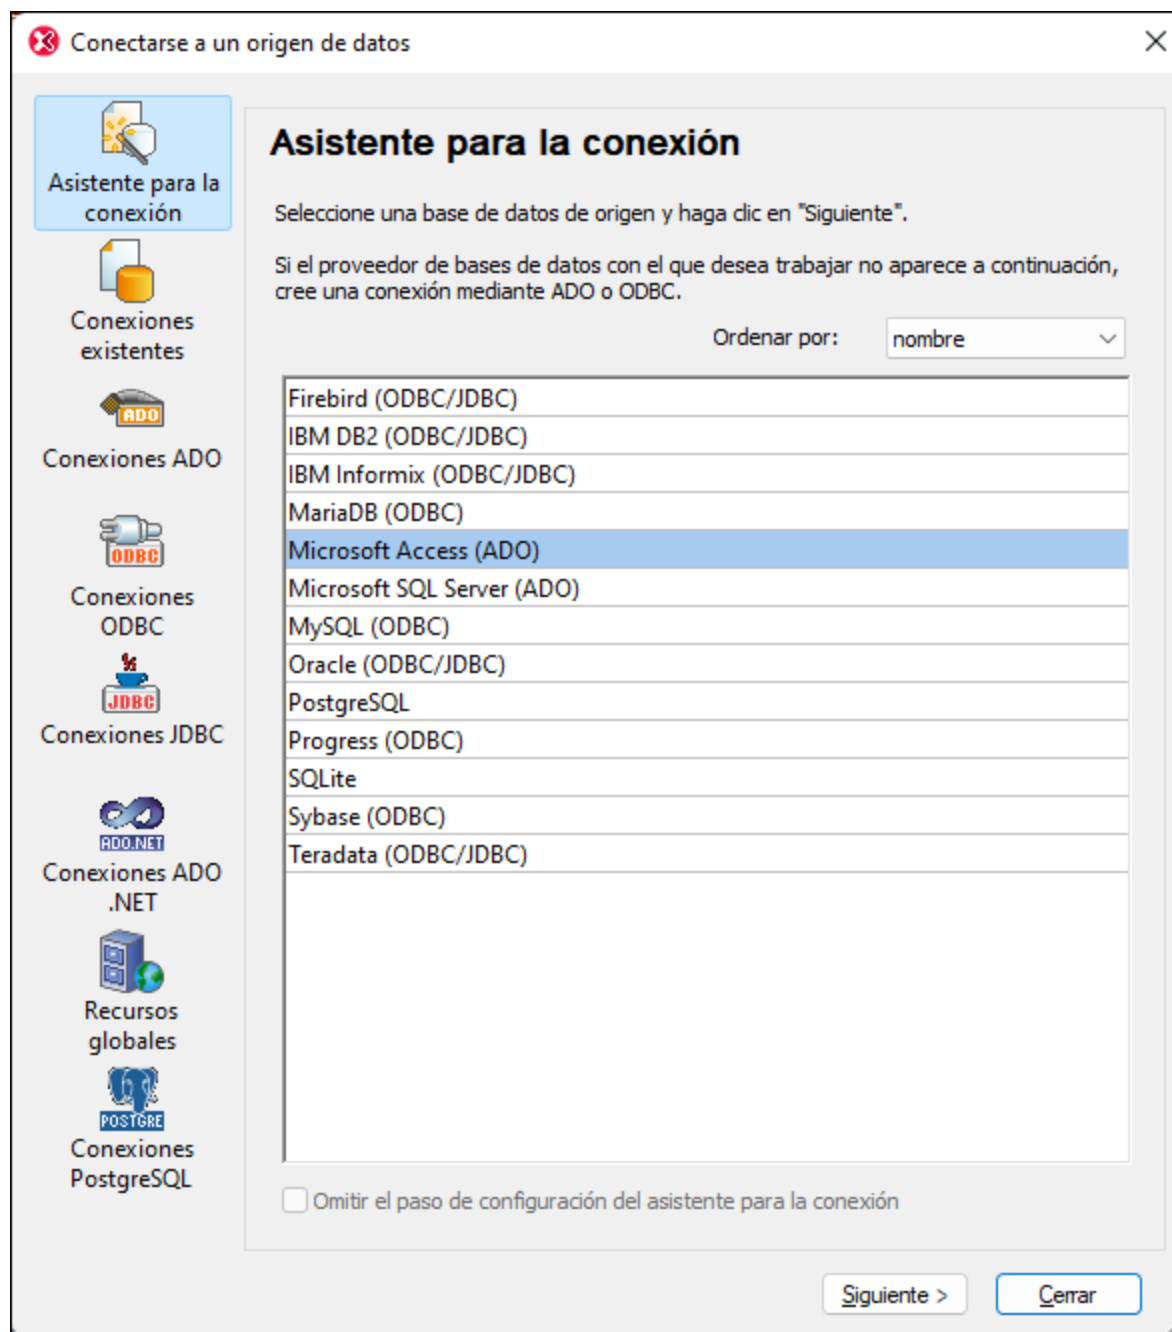 Conectarse a un origen de datos
Asistente para la
conexión
Conexiones
existentes
ADO
Conexiones ADO
ODBC
Conexiones
ODBC
JDBC
Conexiones JDBC
ADO.NET
Conexiones ADO
.NET
Recursos
globales
POSTGRE
Conexiones
PostgreSQL
Asistente para la conexión
Seleccione una base de datos de origen y haga clic en "Siguiente".
Si el proveedor de bases de datos con el que desea trabajar no aparece a continuación,
cree una conexión mediante ADO o ODBC.
Ordenar por: nombre
Firebird (ODBC/JDBC)
IBM DB2 (ODBC/JDBC)
IBM Informix (ODBC/JDBC)
MariaDB (ODBC)
Microsoft Access (ADO)
Microsoft SQL Server (ADO)
MySQL (ODBC)
Oracle (ODBC/JDBC)
PostgreSQL
Progress (ODBC)
SQLite
Sybase (ODBC)
Teradata (ODBC/JDBC)
Omitir el paso de configuración del asistente para la conexión
Siguiente > Cerrar